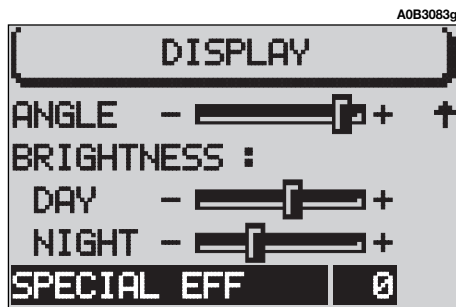 A0B3083g
DISPLAY
ANGLE - +
BRIGHTNESS :
DAY - +
NIGHT - +
SPECIAL EFF 0